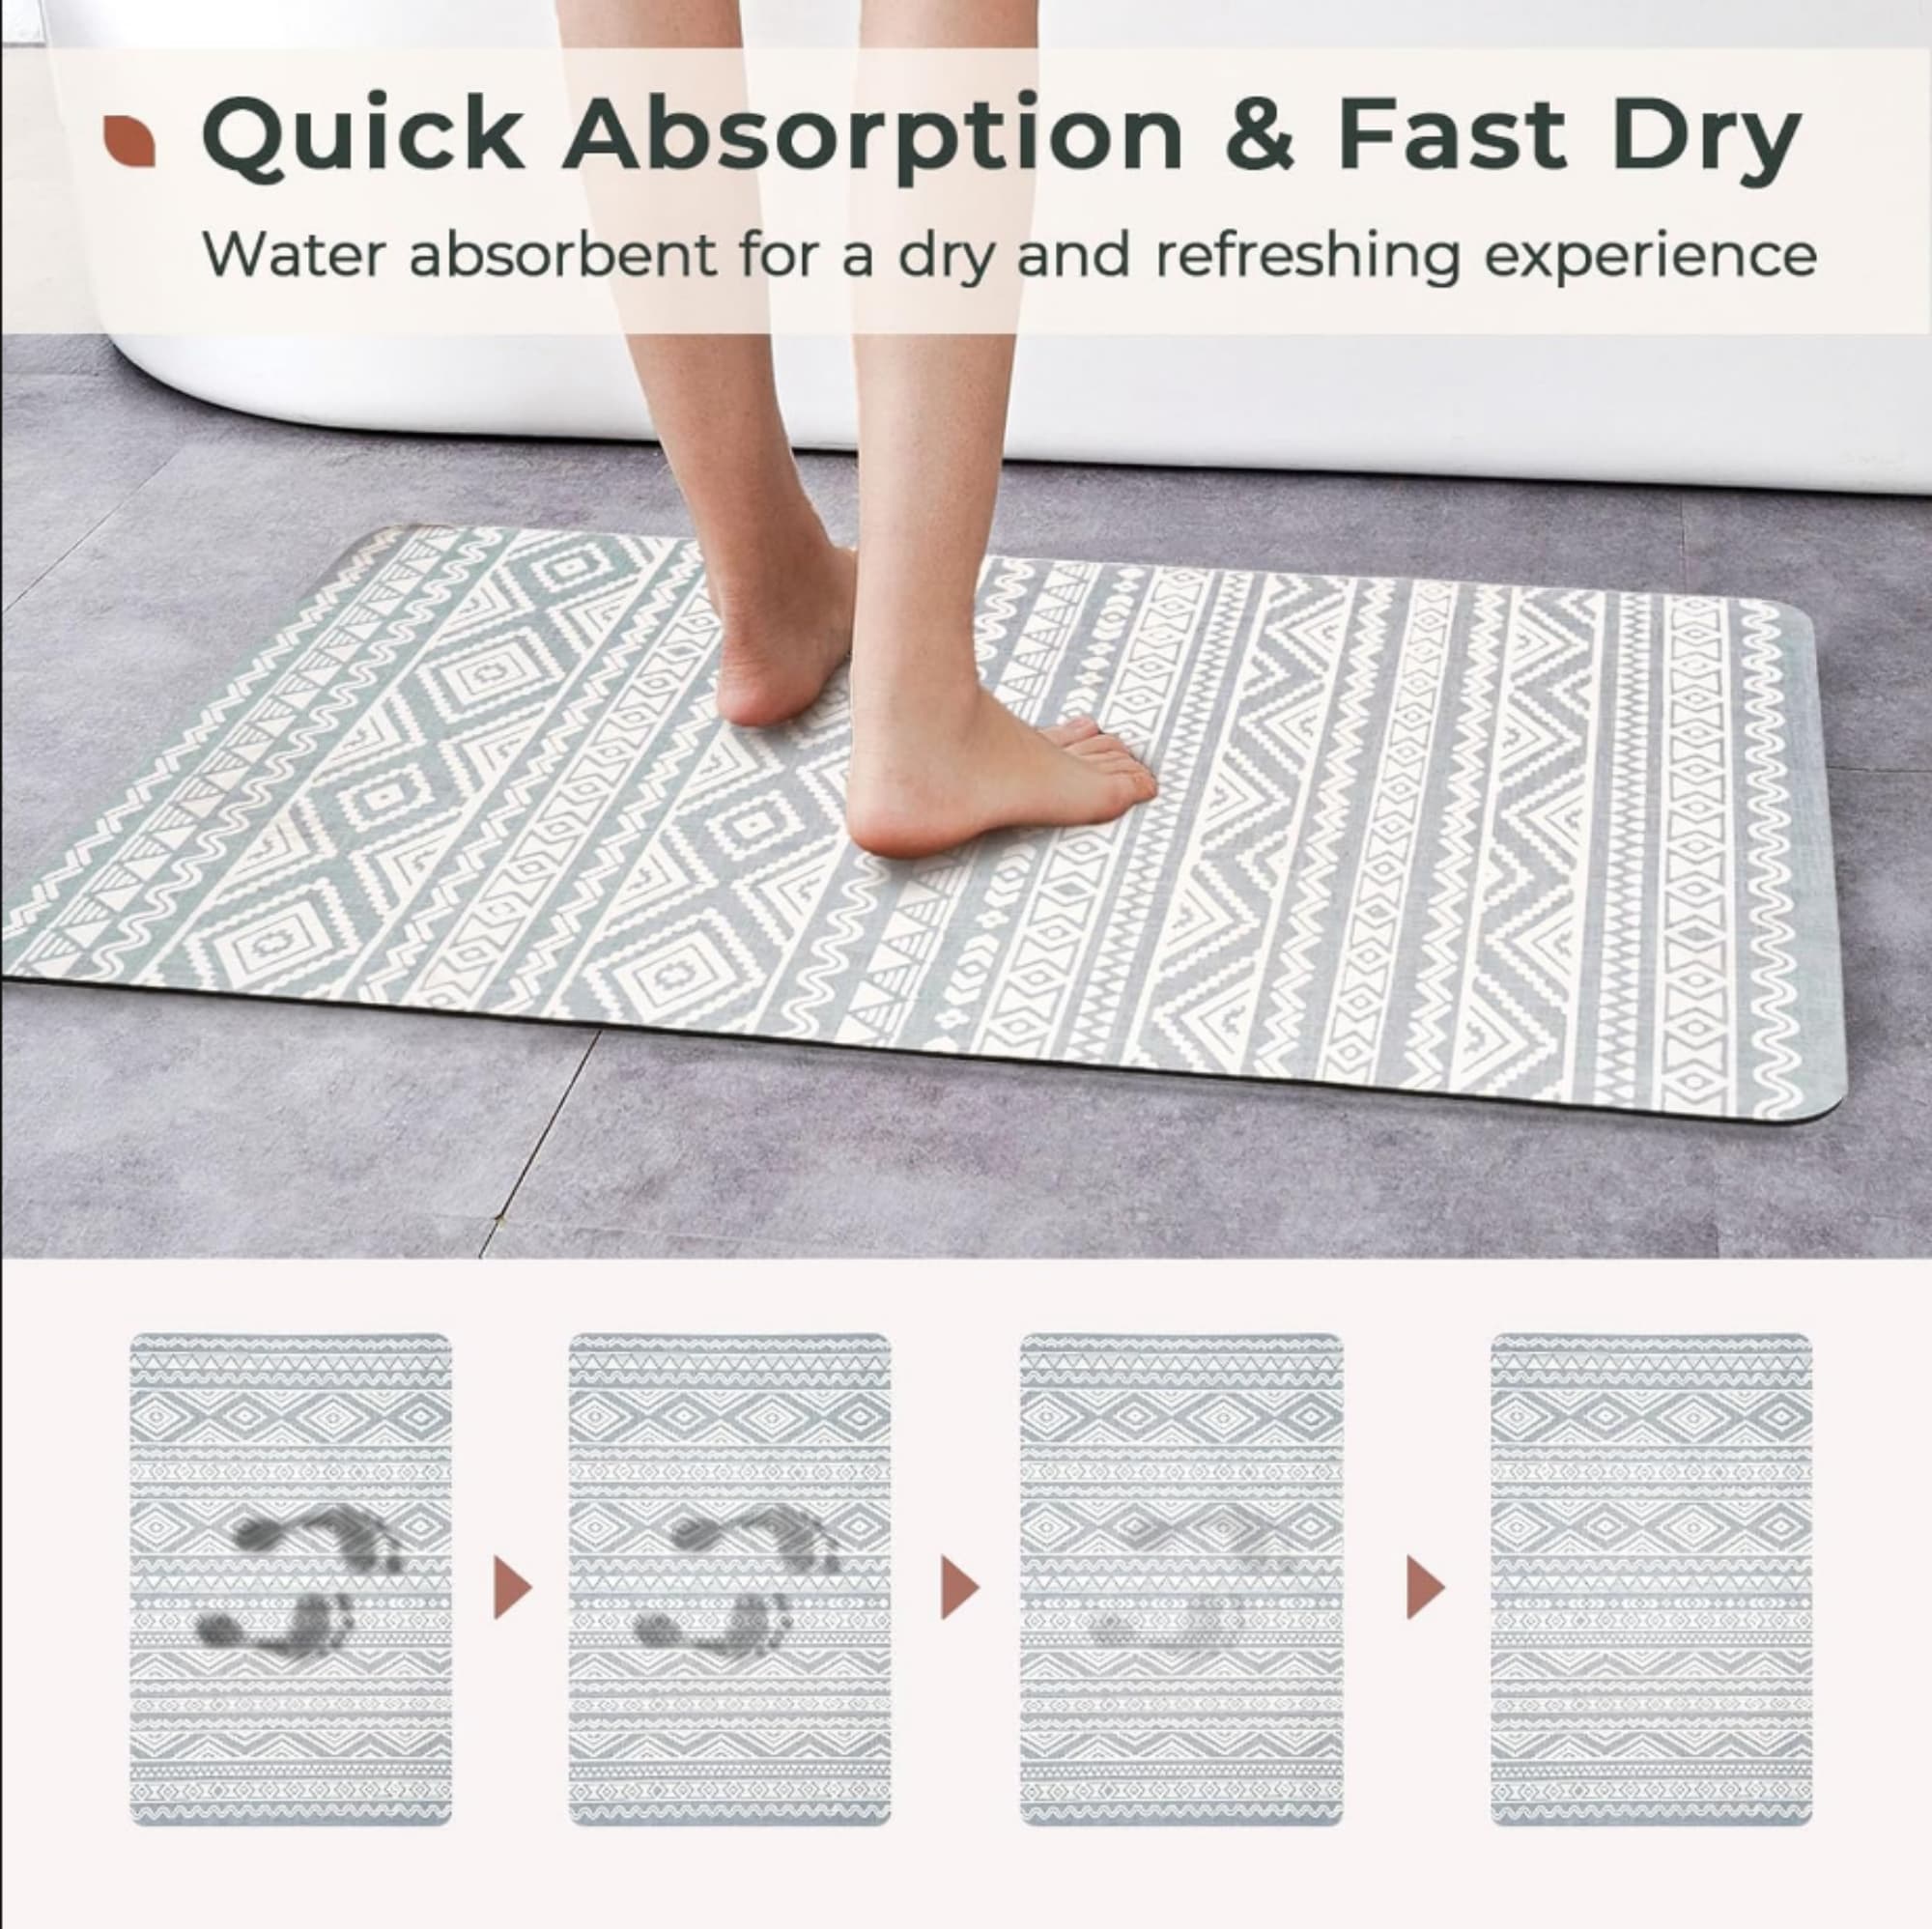 Quick Absorption & Fast Dry
Water absorbent for a dry and refreshing experience